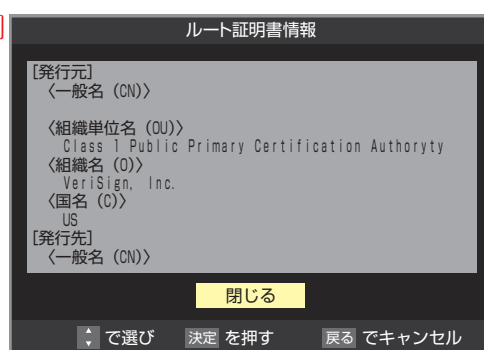 ルート証明書情報
[発行元]
〈一般名（CN)〉
〈組織単位名（OU)〉
Class 1 Public Primary Certification Authoryty
〈組織名（O)〉
VeriSign, Inc.
〈国名（C)〉
US
[発行先]
〈一般名（CN)〉
閉じる
で選び 決定 を押す 戻る でキャンセル